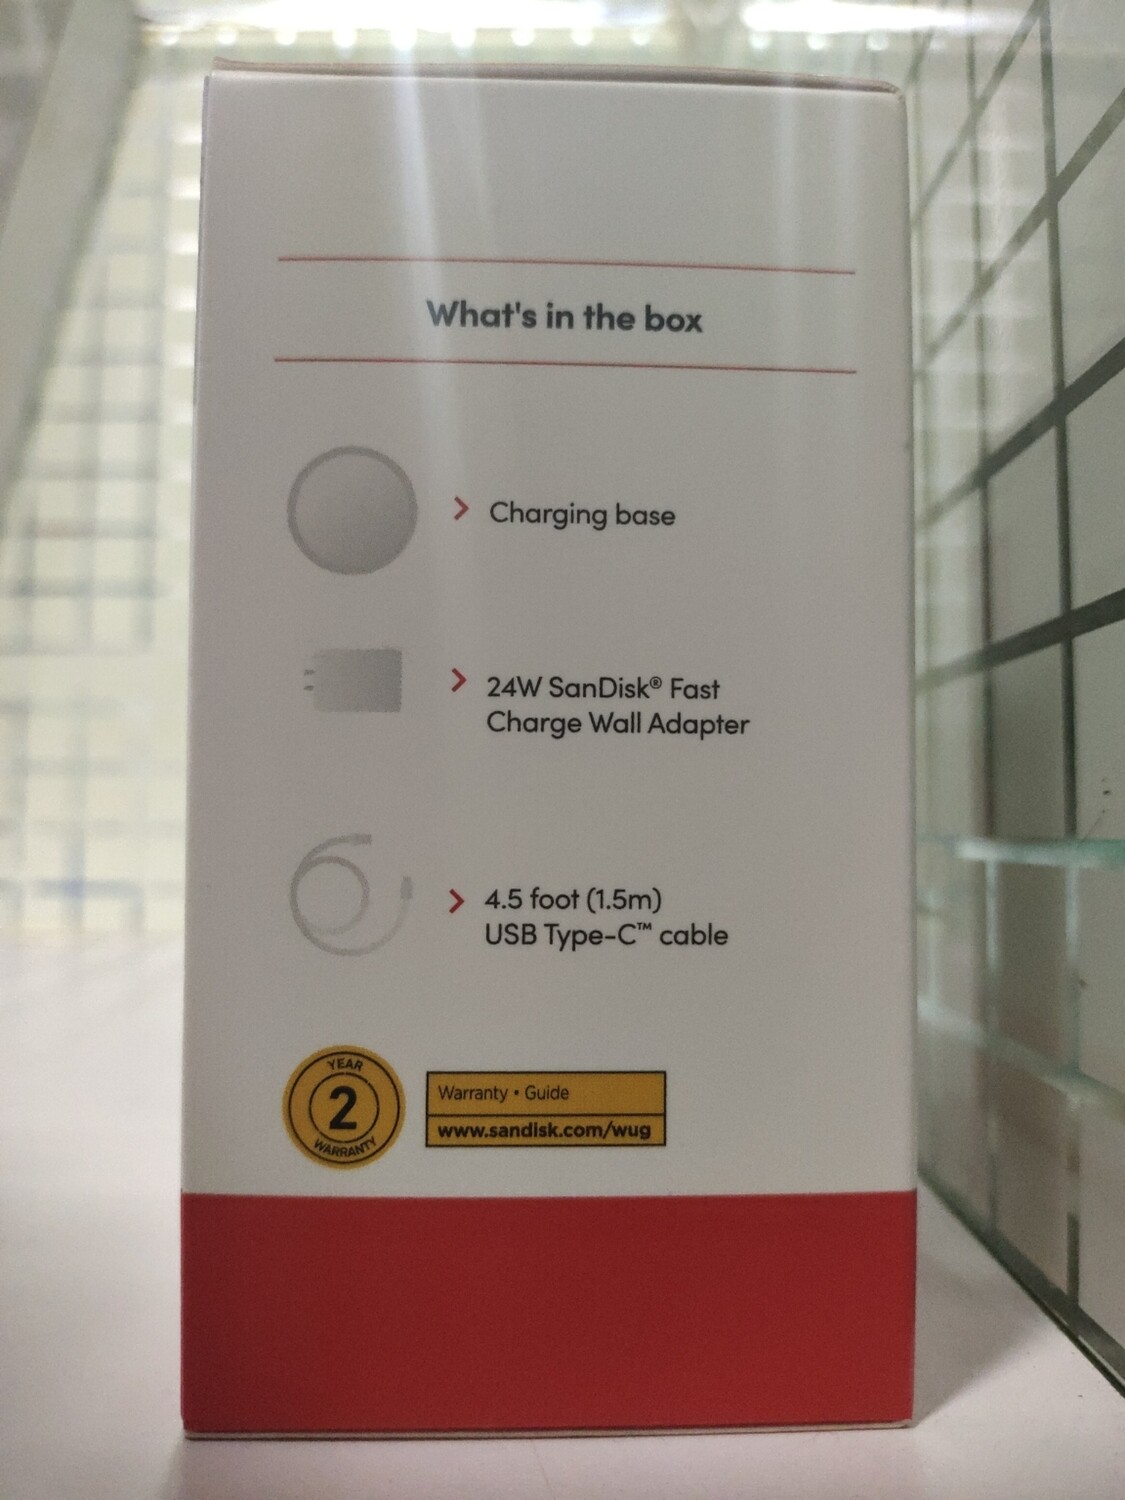 What's in the box
Charging base
24W SanDisk® Fast
Charge Wall Adapter
4.5 foot (1.5m)
USB Type-C™ cable
YEAR
2
WARRANTY
Warranty • Guide
www.sandisk.com/wug